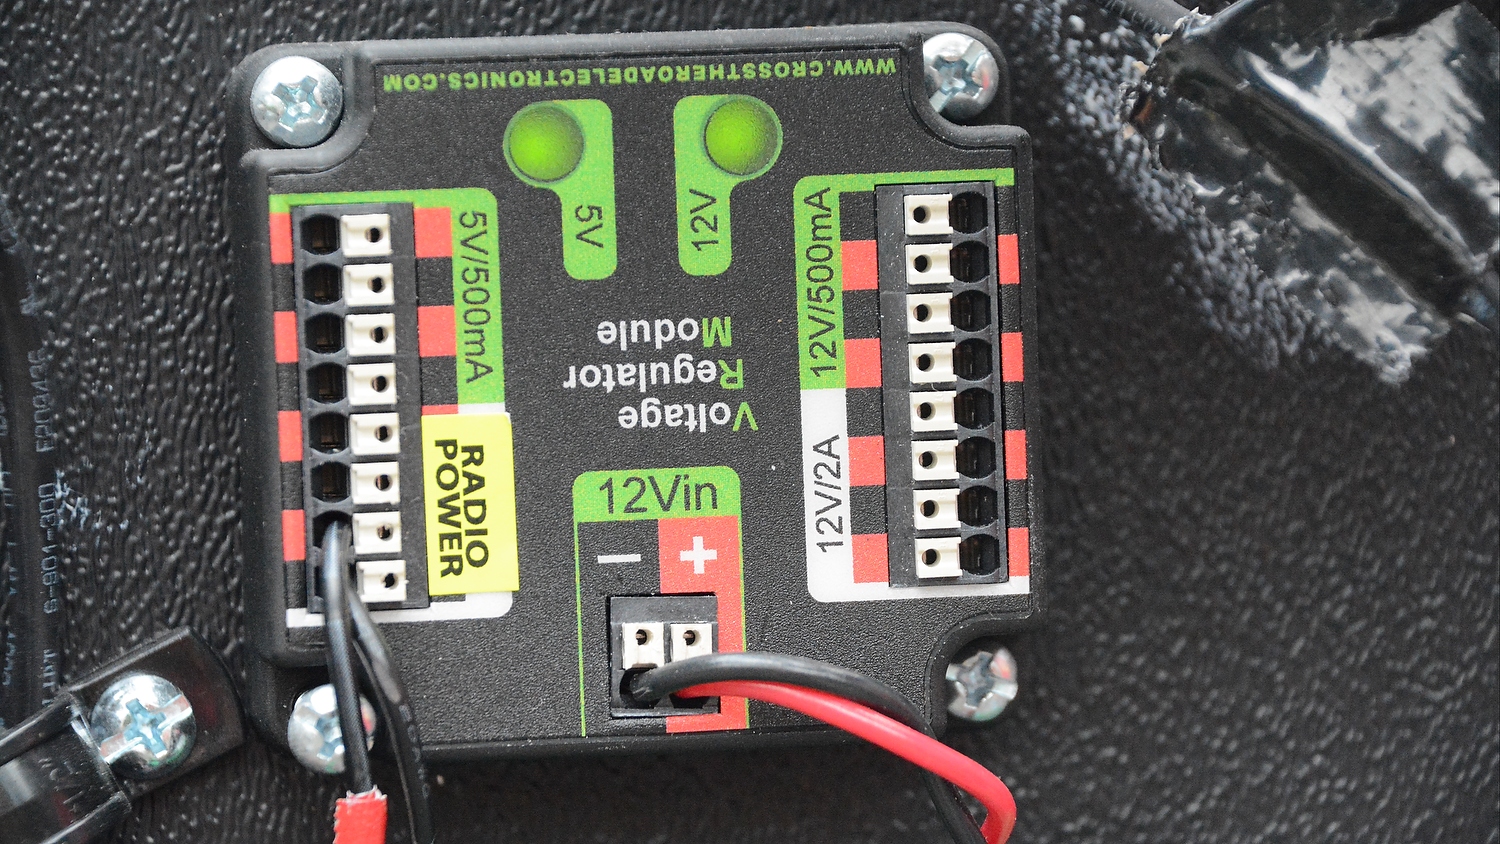 WWW.CROSSTHEROADELECTRONICS.COM
5V
12V
5V/500mA
12V/500mA
Voltage
Regulator
Module
RADIO
POWER
12V/2A
12Vin
- +